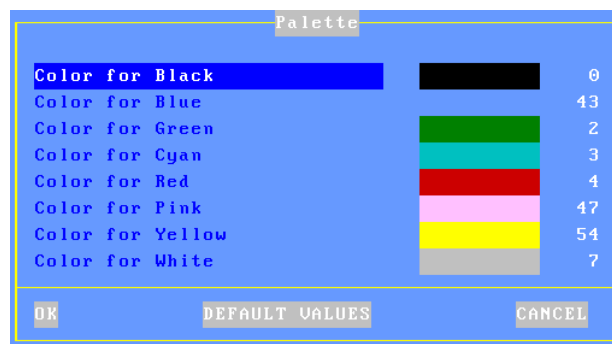 Palette
Color for Black 0
Color for Blue 43
Color for Green 2
Color for Cyan 3
Color for Red 4
Color for Pink 47
Color for Yellow 54
Color for White 7
OK DEFAULT VALUES CANCEL